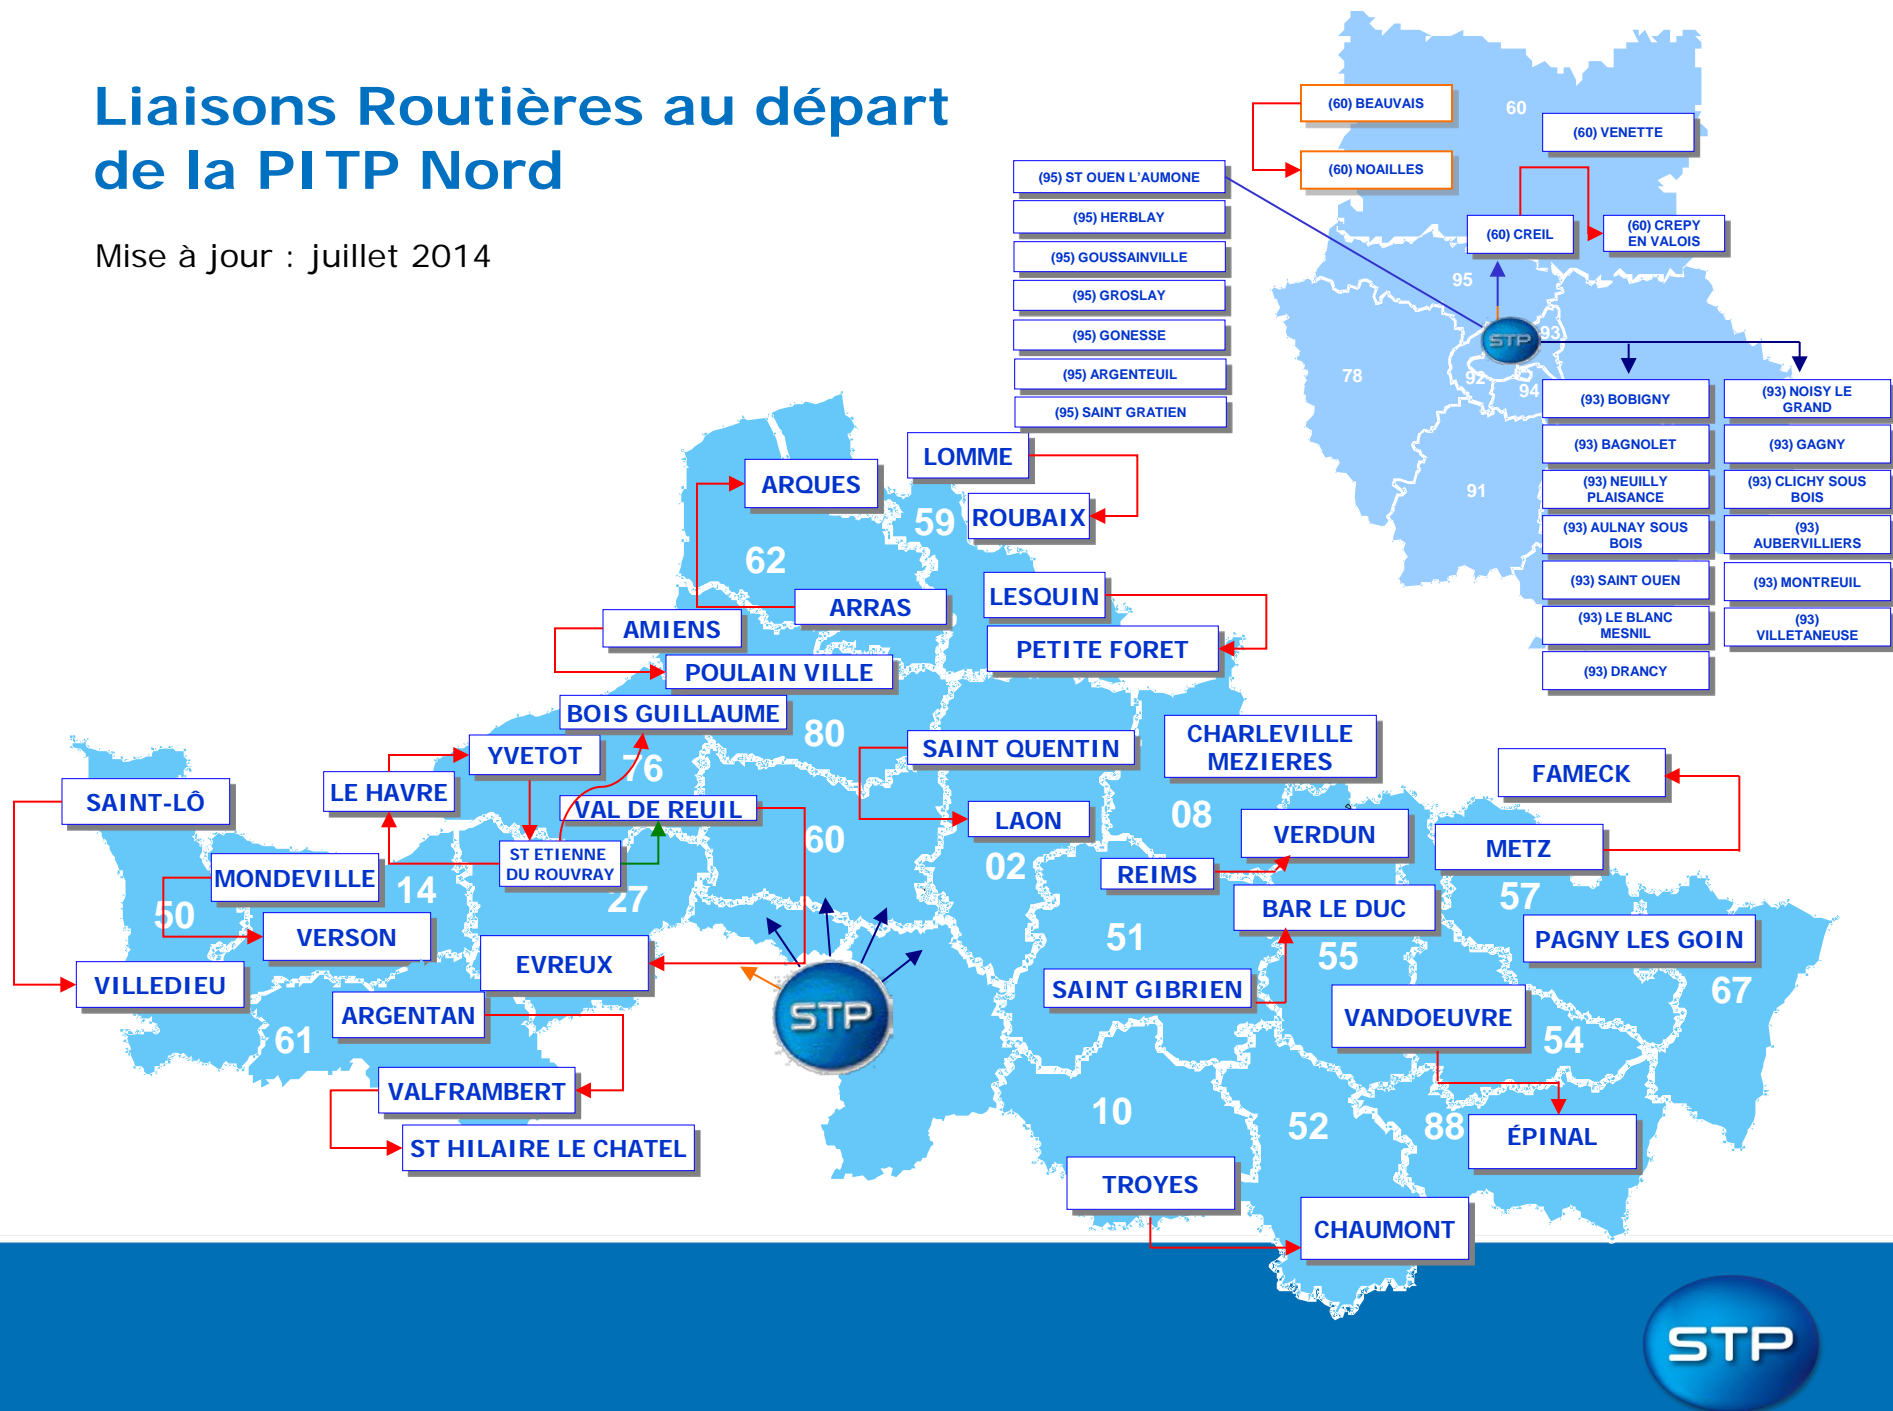 Liaisons Routières au départ
de la PITP Nord
Mise à jour : juillet 2014
60
(60) BEAUVAIS
(60) VENETTE
(60) NOAILLES
(60) CREIL
(60) CREPY
EN VALOIS
(95) ST OUEN L'AUMONE
(95) HERBLAY
(95) GOUSSAINVILLE
(95) GROSLAY
(95) GONESSE
(95) ARGENTEUIL
(95) SAINT GRATIEN
95
STP
93
78
92
94
91
(93) BOBIGNY
(93) BAGNOLET
(93) NEUILLY
PLAISANCE
(93) AULNAY SOUS
BOIS
(93) SAINT OUEN
(93) LE BLANC
MESNIL
(93) DRANCY
(93) NOISY LE
GRAND
(93) GAGNY
(93) CLICHY SOUS
BOIS
(93)
AUBERVILLIERS
(93) MONTREUIL
(93)
VILLETANEUSE
LOMME
ARQUES
59
ROUBAIX
62
LESQUIN
ARRAS
AMIENS
PETITE FORET
POULAIN VILLE
BOIS GUILLAUME
80
YVETOT
76
SAINT QUENTIN
CHARLEVILLE
MEZIERES
FAMECK
SAINT-LÔ
LE HAVRE
VAL DE REUIL
60
LAON
08
VERDUN
METZ
ST ETIENNE
DU ROUVRAY
02
REIMS
MONDEVILLE
14
27
50
57
BAR LE DUC
VERSON
51
55
PAGNY LES GOIN
EVREUX
VILLEDIEU
SAINT GIBRIEN
67
ARGENTAN
STP
VANDOEUVRE
61
54
VALFRAMBERT
10
52
88
ÉPINAL
ST HILAIRE LE CHATEL
TROYES
CHAUMONT
STP